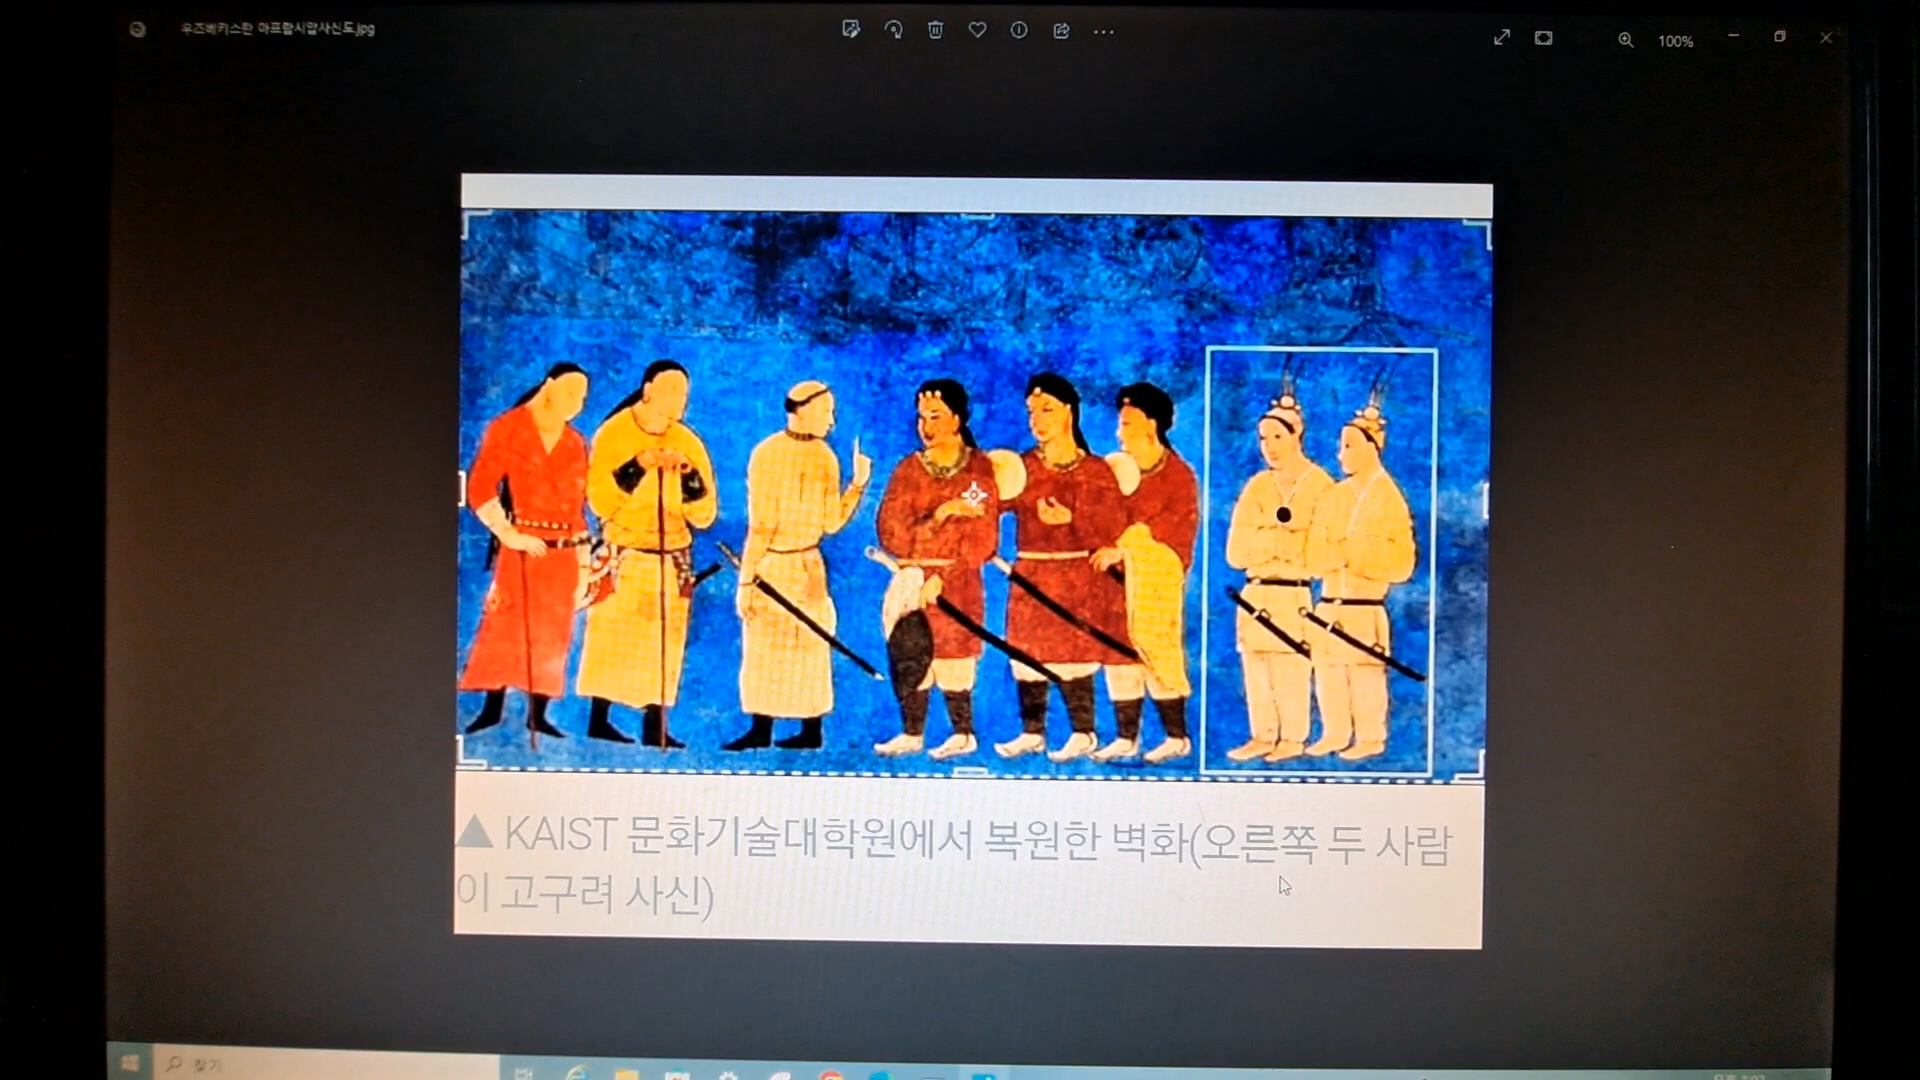 우즈베키스탄 아프랍시압사신도.jpg
100%
▲ KAIST 문화기술대학원에서 복원한 벽화(오른쪽 두 사람
이 고구려 사신)
찾기